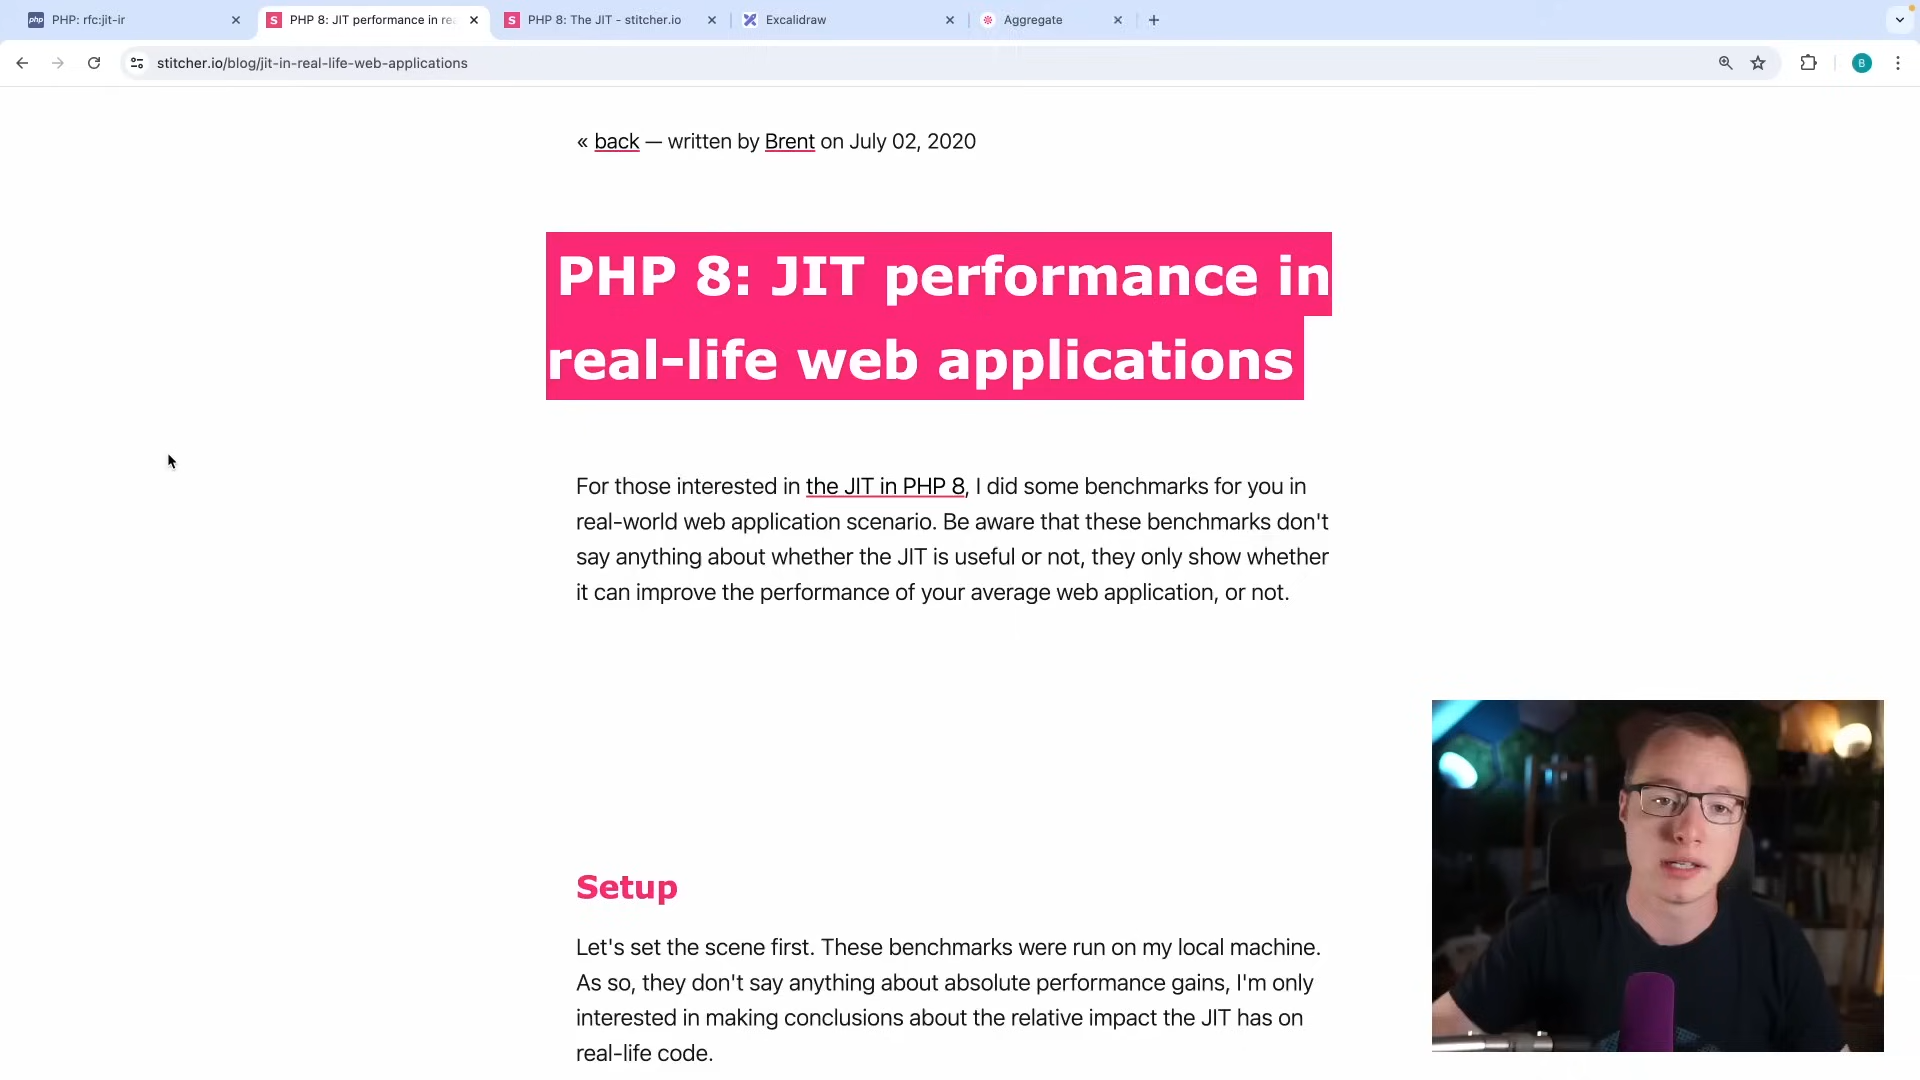 PHP: rfc:jit-ir
PHP 8: JIT performance in re
PHP 8: The JIT - stitcher.io
Excalidraw
Aggregate
stitcher.io/blog/jit-in-real-life-web-applications
B
« back — written by Brent on July 02, 2020
PHP 8: JIT performance in
real-life web applications
For those interested in the JIT in PHP 8, I did some benchmarks for you in
real-world web application scenario. Be aware that these benchmarks don't
say anything about whether the JIT is useful or not, they only show whether
it can improve the performance of your average web application, or not.
Setup
Let's set the scene first. These benchmarks were run on my local machine.
As so, they don't say anything about absolute performance gains, I'm only
interested in making conclusions about the relative impact the JIT has on
real-life code.